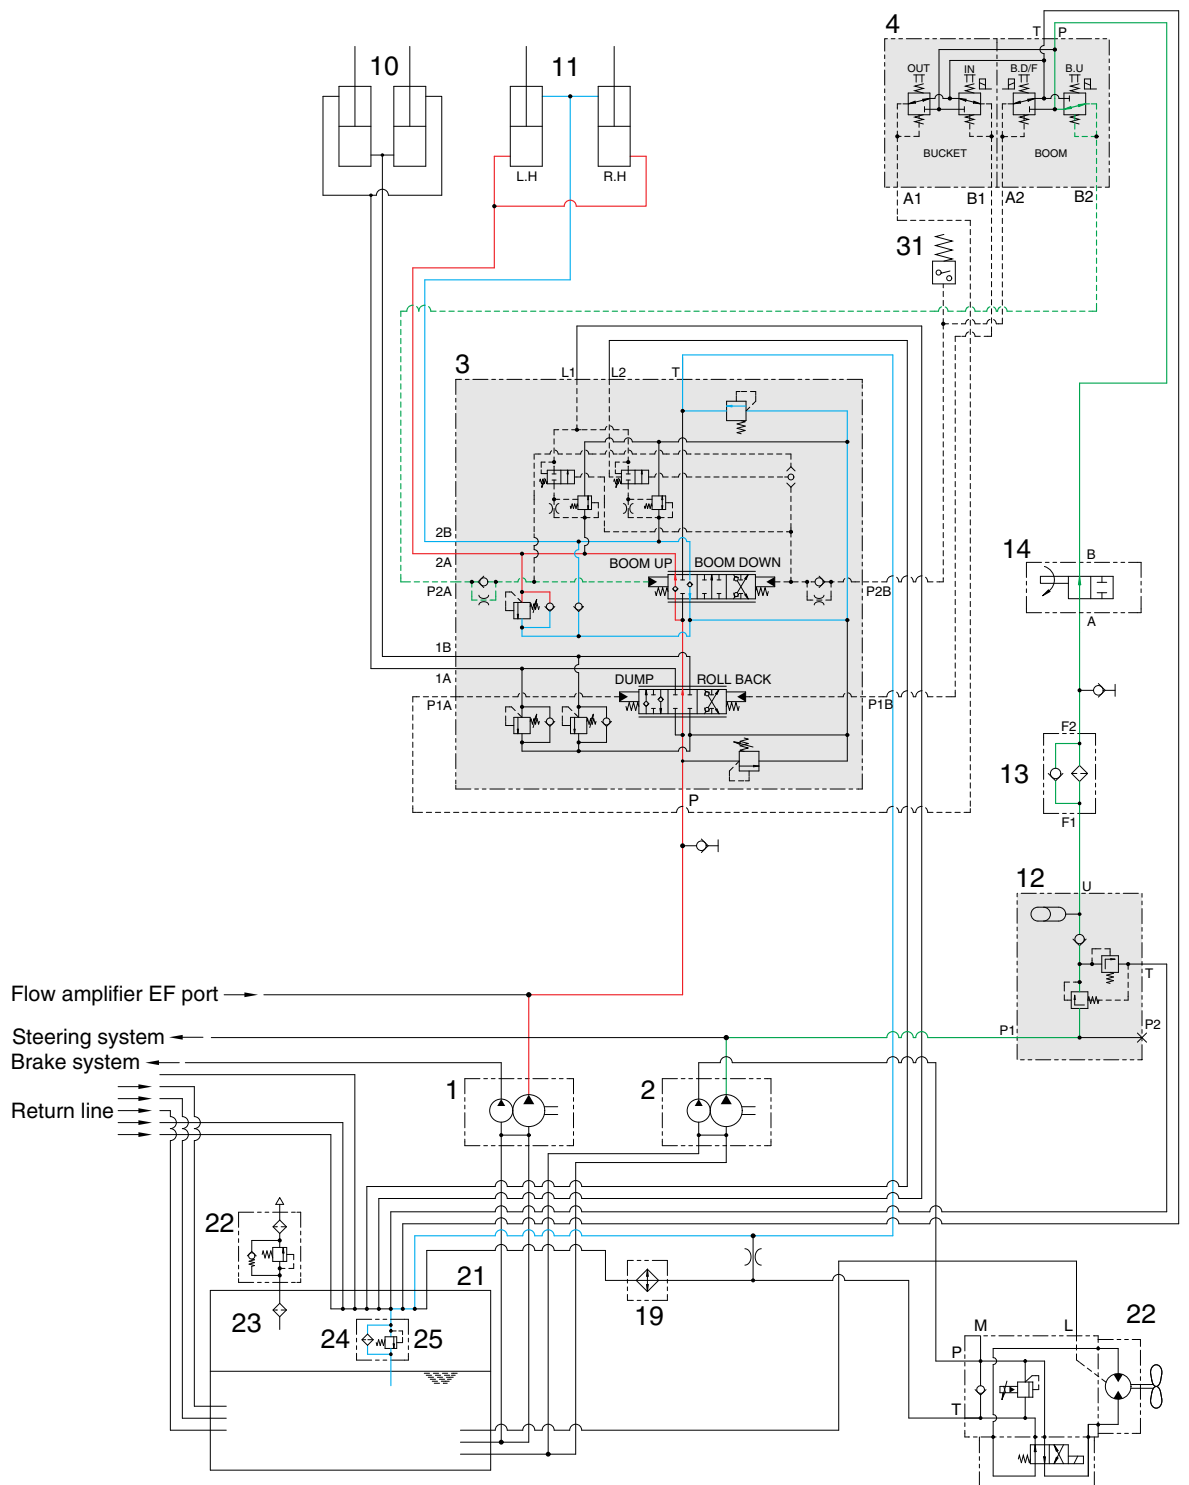 4
T P
10
11
OUT
IN
B.D/F
B.U
BUCKET
BOOM
L.H
R.H
A1
B1
A2
B2
31
3
L1
L2
T
2B
14
B
2A
BOOM UP
BOOM DOWN
P2A
P2B
A
1B
1A
DUMP
ROLL BACK
P1A
P1B
F2
13
P
F1
12
U
T
Flow amplifier EF port
Steering system
P1
P2
Brake system
1
2
Return line
22
21
23
24
25
19
22
M
L
P
T